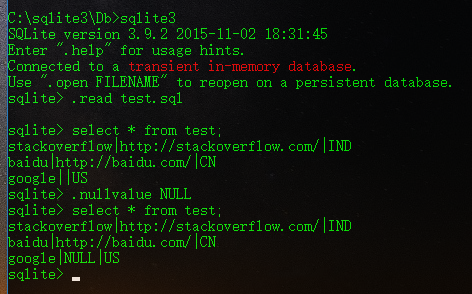 C:\sqlite3\Db>sqlite3
SQLite version 3.9.2 2015-11-02 18:31:45
Enter ".help" for usage hints.
Connected to a transient in-memory database.
Use ".open FILENAME" to reopen on a persistent database.
sqlite> .read test.sql
sqlite> select * from test;
stackoverflow|http://stackoverflow.com/|IND
baidu|http://baidu.com/|CN
google||US
sqlite> .nullvalue NULL
sqlite> select * from test;
stackoverflow|http://stackoverflow.com/|IND
baidu|http://baidu.com/|CN
google|NULL|US
sqlite>